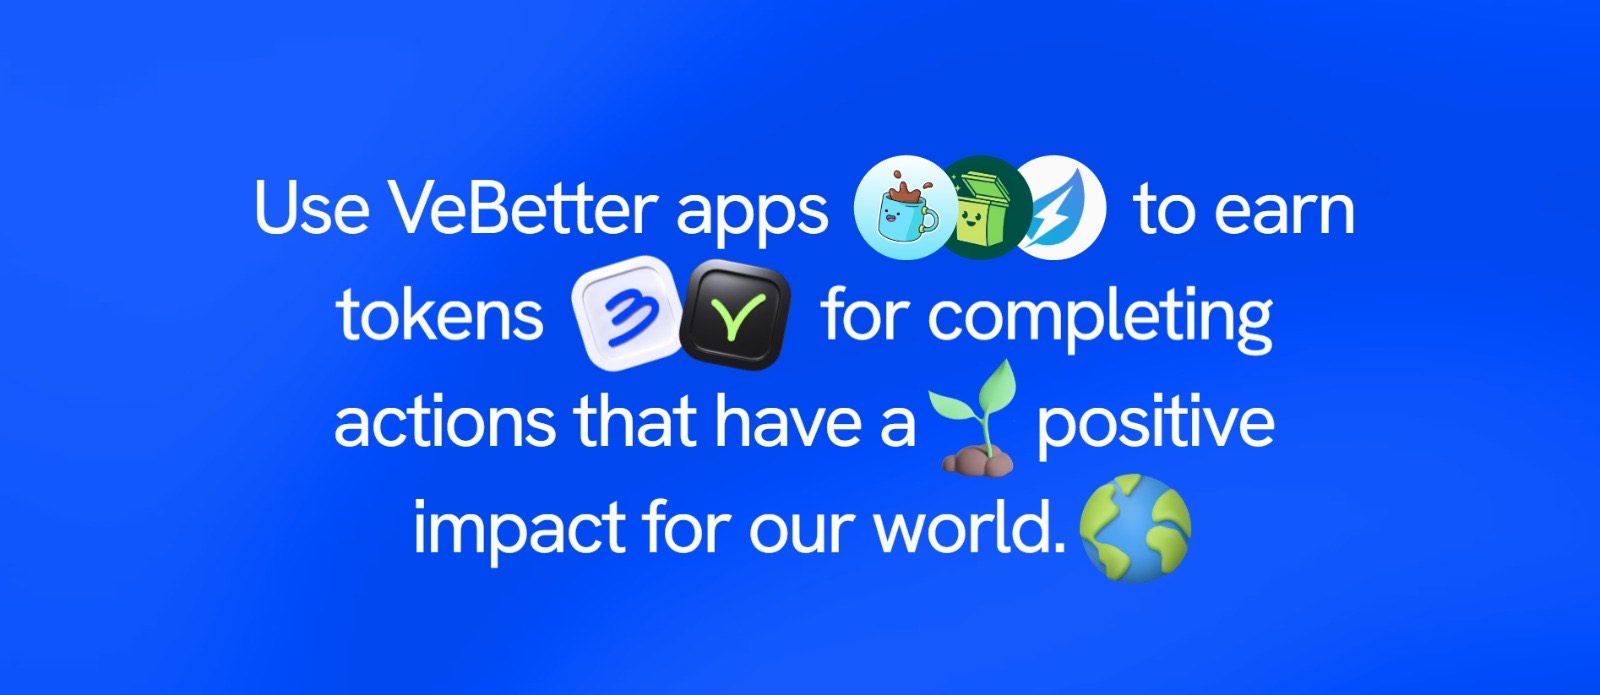 Use VeBetter apps to earn
tokens for completing
actions that have a positive
impact for our world.